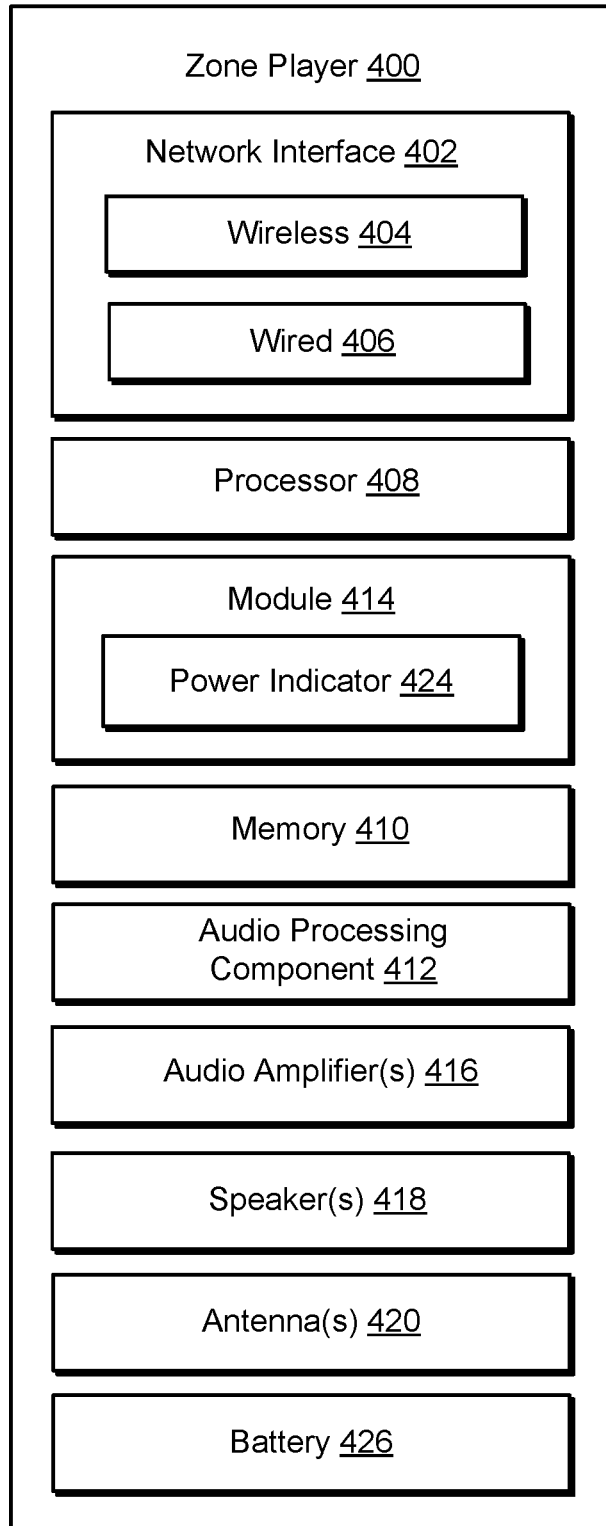 Zone Player 400
Network Interface 402
Wireless 404
Wired 406
Processor 408
Module 414
Power Indicator 424
Memory 410
Audio Processing
Component 412
Audio Amplifier(s) 416
Speaker(s) 418
Antenna(s) 420
Battery 426